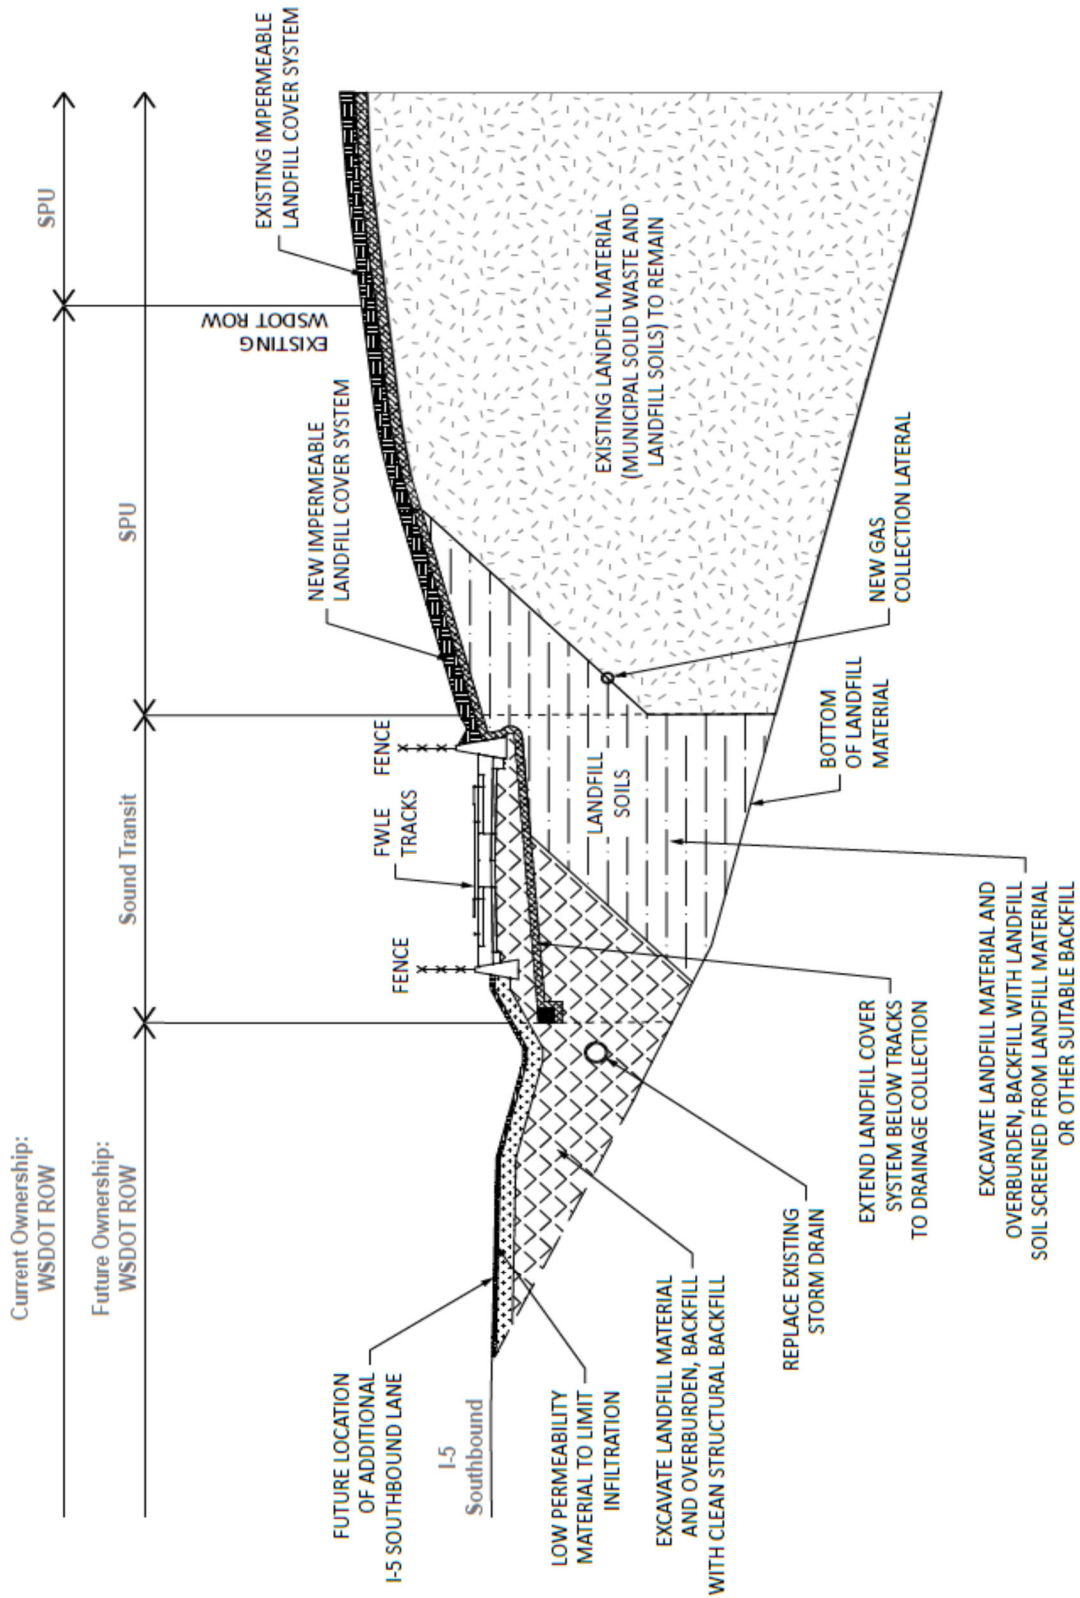 Current Ownership:
WSDOT ROW
SPU
Future Ownership:
WSDOT ROW
Sound Transit
SPU
EXISTING
WSDOT ROW
EXISTING IMPERMEABLE
LANDFILL COVER SYSTEM
NEW IMPERMEABLE
LANDFILL COVER SYSTEM
FENCE
FWLE
TRACKS
FENCE
FUTURE LOCATION
OF ADDITIONAL
I-5 SOUTHBOUND LANE
I-5
Southbound
LOW PERMEABILITY
MATERIAL TO LIMIT
INFILTRATION
EXCAVATE LANDFILL MATERIAL
AND OVERBURDEN, BACKFILL
WITH CLEAN STRUCTURAL BACKFILL
REPLACE EXISTING
STORM DRAIN
EXTEND LANDFILL COVER
SYSTEM BELOW TRACKS
TO DRAINAGE COLLECTION
EXCAVATE LANDFILL MATERIAL AND
OVERBURDEN, BACKFILL WITH LANDFILL
SOIL SCREENED FROM LANDFILL MATERIAL
OR OTHER SUITABLE BACKFILL
LANDFILL
SOILS
BOTTOM
OF LANDFILL
MATERIAL
NEW GAS
COLLECTION LATERAL
EXISTING LANDFILL MATERIAL
(MUNICIPAL SOLID WASTE AND
LANDFILL SOILS) TO REMAIN